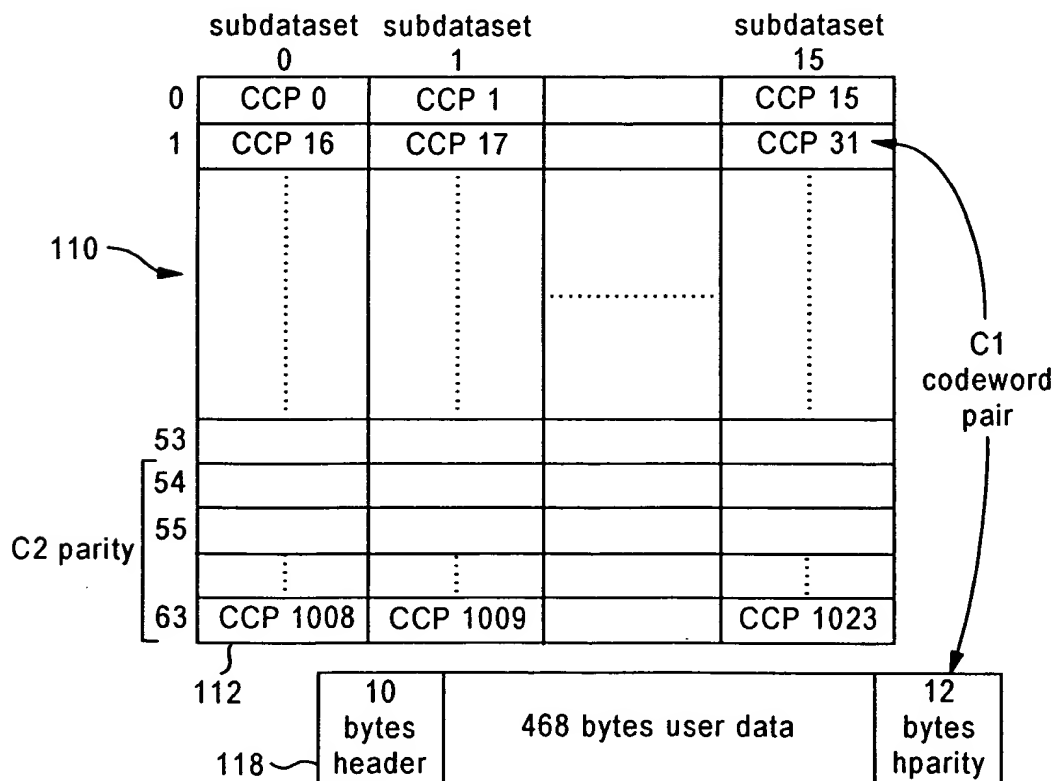 subdataset 0
subdataset 1
subdataset 15
0 CCP 0 CCP 1 CCP 15
1 CCP 16 CCP 17 CCP 31
110
C1
codeword
pair
53
54
55
C2 parity
63 CCP 1008 CCP 1009 CCP 1023
112
10
bytes
header
468 bytes user data
12
bytes
hparity
118